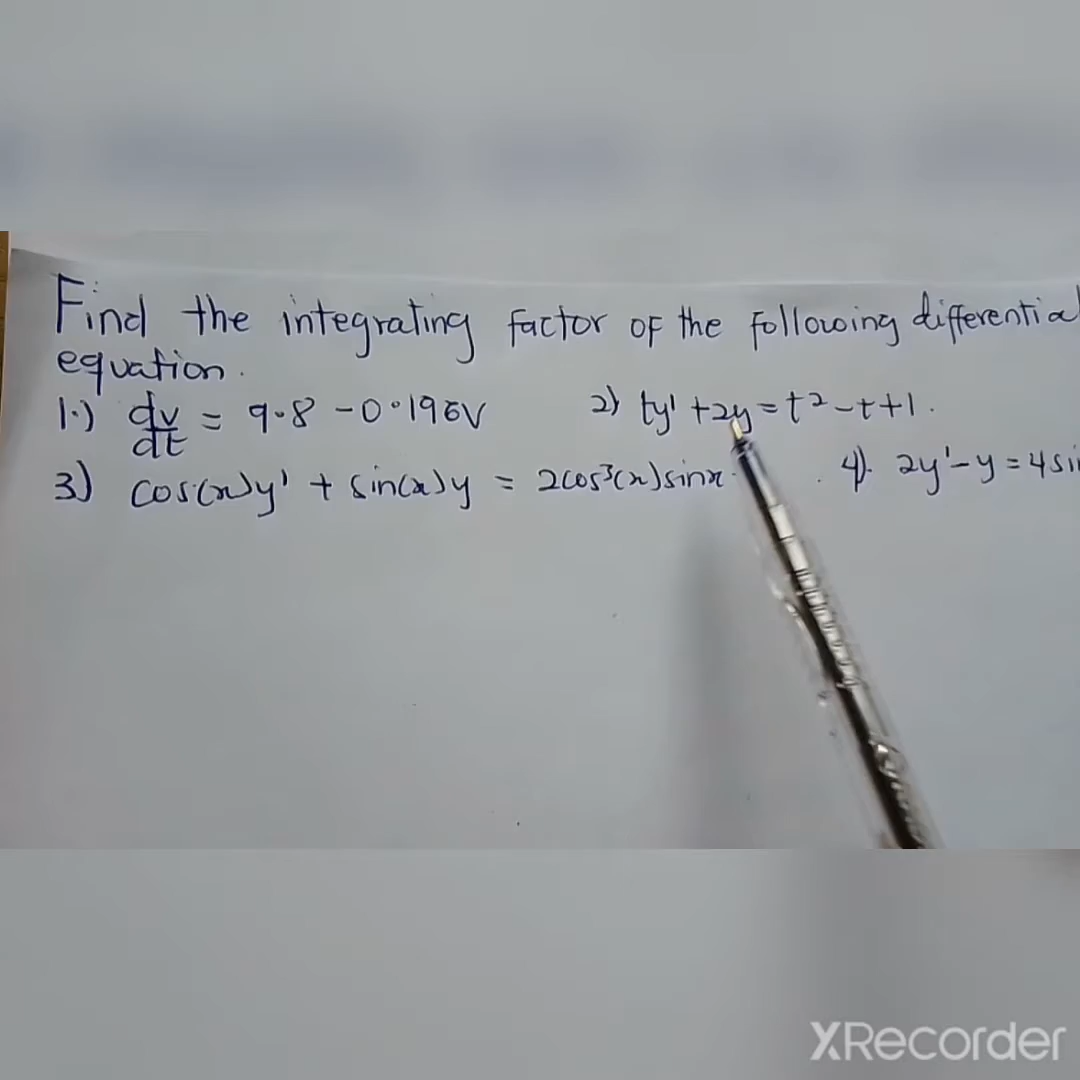 Find the integrating factor of the following differential
equation.
1.) dv/dt = 9.8 - 0.196v 2) ty' + 2y = t² - t + 1.
3) cos(x)y' + sin(x)y = 2cos³(x)sinx. 4). 2y' - y = 4sin
XRecorder